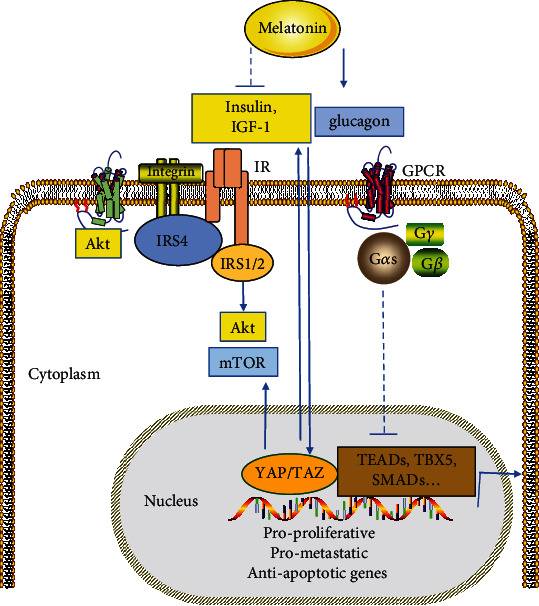 Melatonin
Insulin,
IGF-1
glucagon
Integrin
IR
GPCR
Akt
IRS4
IRS1/2
Gαs
Gγ
Gβ
Akt
mTOR
Cytoplasm
YAP/TAZ
TEADs, TBX5,
SMADs...
Nucleus
Pro-proliferative
Pro-metastatic
Anti-apoptotic genes